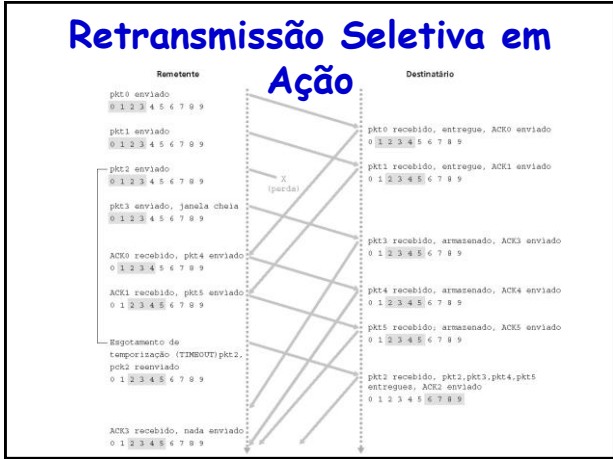 Retransmissão Seletiva em
Ação
Remetente
pkt0 enviado
0 1 2 3 4 5 6 7 8 9
pkt1 enviado
0 1 2 3 4 5 6 7 8 9
pkt2 enviado
0 1 2 3 4 5 6 7 8 9
pkt3 enviado, janela cheia
0 1 2 3 4 5 6 7 8 9
ACK0 recebido, pkt4 enviado
0 1 2 3 4 5 6 7 8 9
ACK1 recebido, pkt5 enviado
0 1 2 3 4 5 6 7 8 9
Esgotamento de
temporização (TIMEOUT)pkt2,
pck2 reenviado
0 1 2 3 4 5 6 7 8 9
ACK3 recebido, nada enviado
0 1 2 3 4 5 6 7 8 9
X
(perda)
Destinatário
pkt0 recebido, entregue, ACK0 enviado
0 1 2 3 4 5 6 7 8 9
pkt1 recebido, entregue, ACK1 enviado
0 1 2 3 4 5 6 7 8 9
pkt3 recebido, armazenado, ACK3 enviado
0 1 2 3 4 5 6 7 8 9
pkt4 recebido, armazenado, ACK4 enviado
0 1 2 3 4 5 6 7 8 9
pkt5 recebido, armazenado, ACK5 enviado
0 1 2 3 4 5 6 7 8 9
pkt2 recebido, pkt2,pkt3,pkt4,pkt5
entregues, ACK2 enviado
0 1 2 3 4 5 6 7 8 9